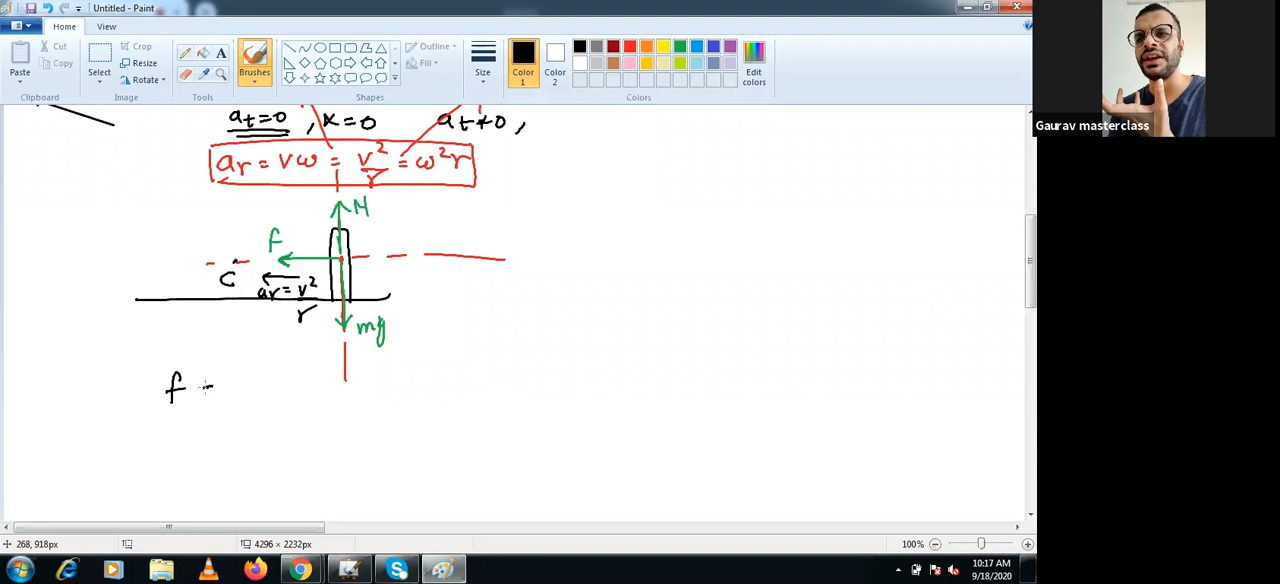 Untitled - Paint
Home View
Paste
Cut
Copy
Clipboard
Select
Crop
Resize
Rotate
Image
Tools
Brushes
Shapes
Outline
Fill
Size
Color 1
Color 2
Edit colors
Colors
Gaurav masterclass
at=0 , α=0 at≠0 ,
ar = vω = v²/r = ω²r
N
f
C
ar = v²/r
mg
f
268, 918px
4296 × 2232px
100%
10:17 AM
9/18/2020